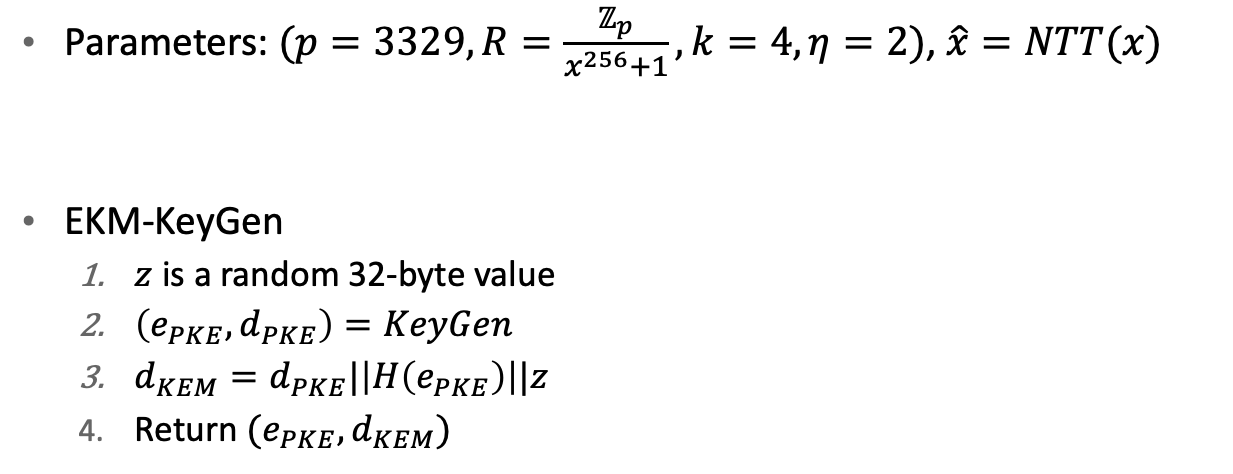 • Parameters: (p = 3329, R = ℤp / x^256+1, k = 4, η = 2), x̂ = NTT(x)
• EKM-KeyGen
1. z is a random 32-byte value
2. (e_PKE, d_PKE) = KeyGen
3. d_KEM = d_PKE||H(e_PKE)||z
4. Return (e_PKE, d_KEM)